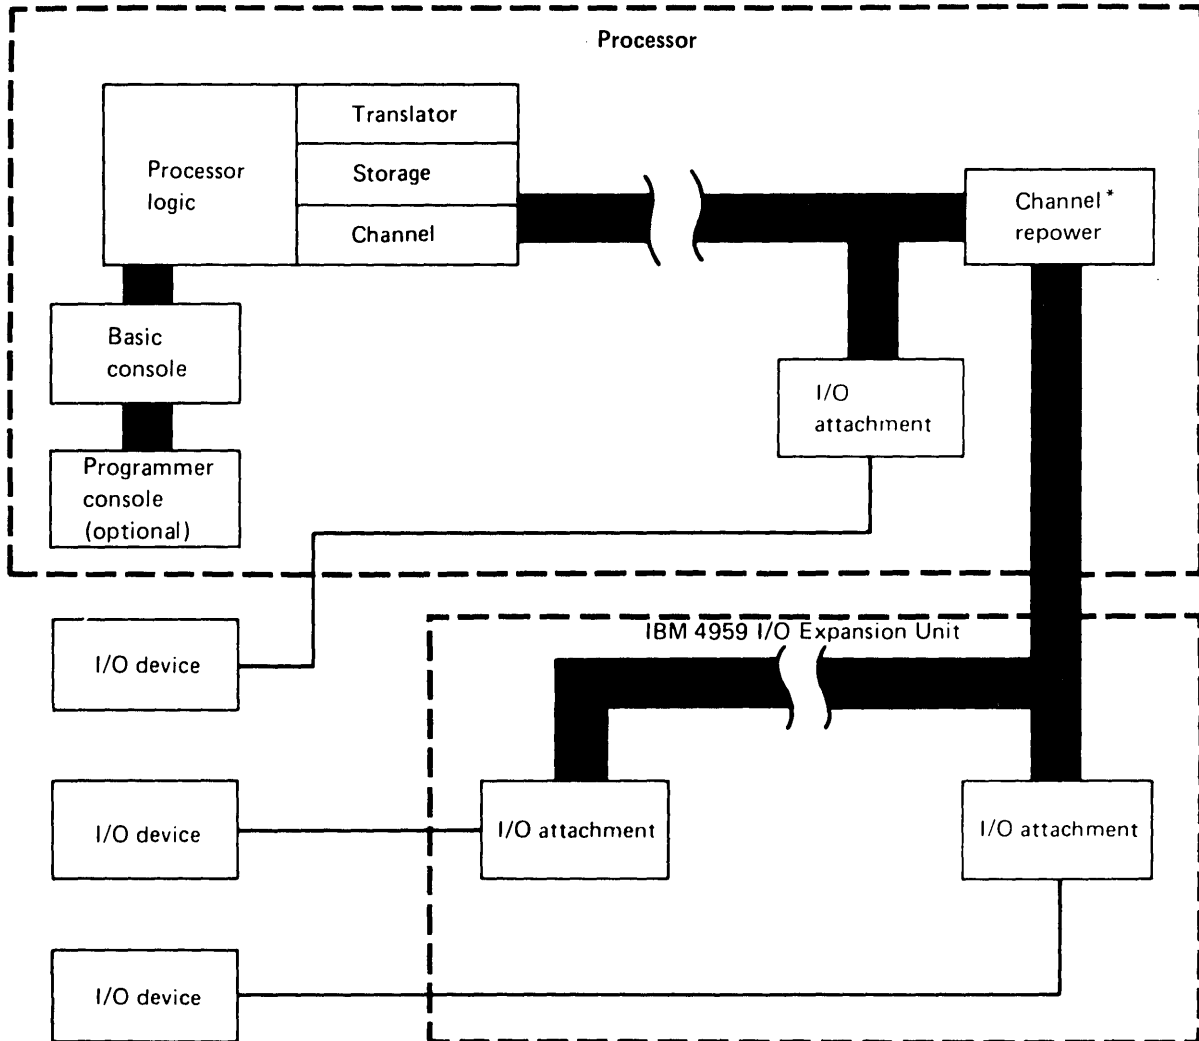 Processor
Processor
logic
Translator
Storage
Channel
Channel*
repower
Basic
console
I/O
attachment
Programmer
console
(optional)
IBM 4959 I/O Expansion Unit
I/O device
I/O device
I/O attachment
I/O attachment
I/O device